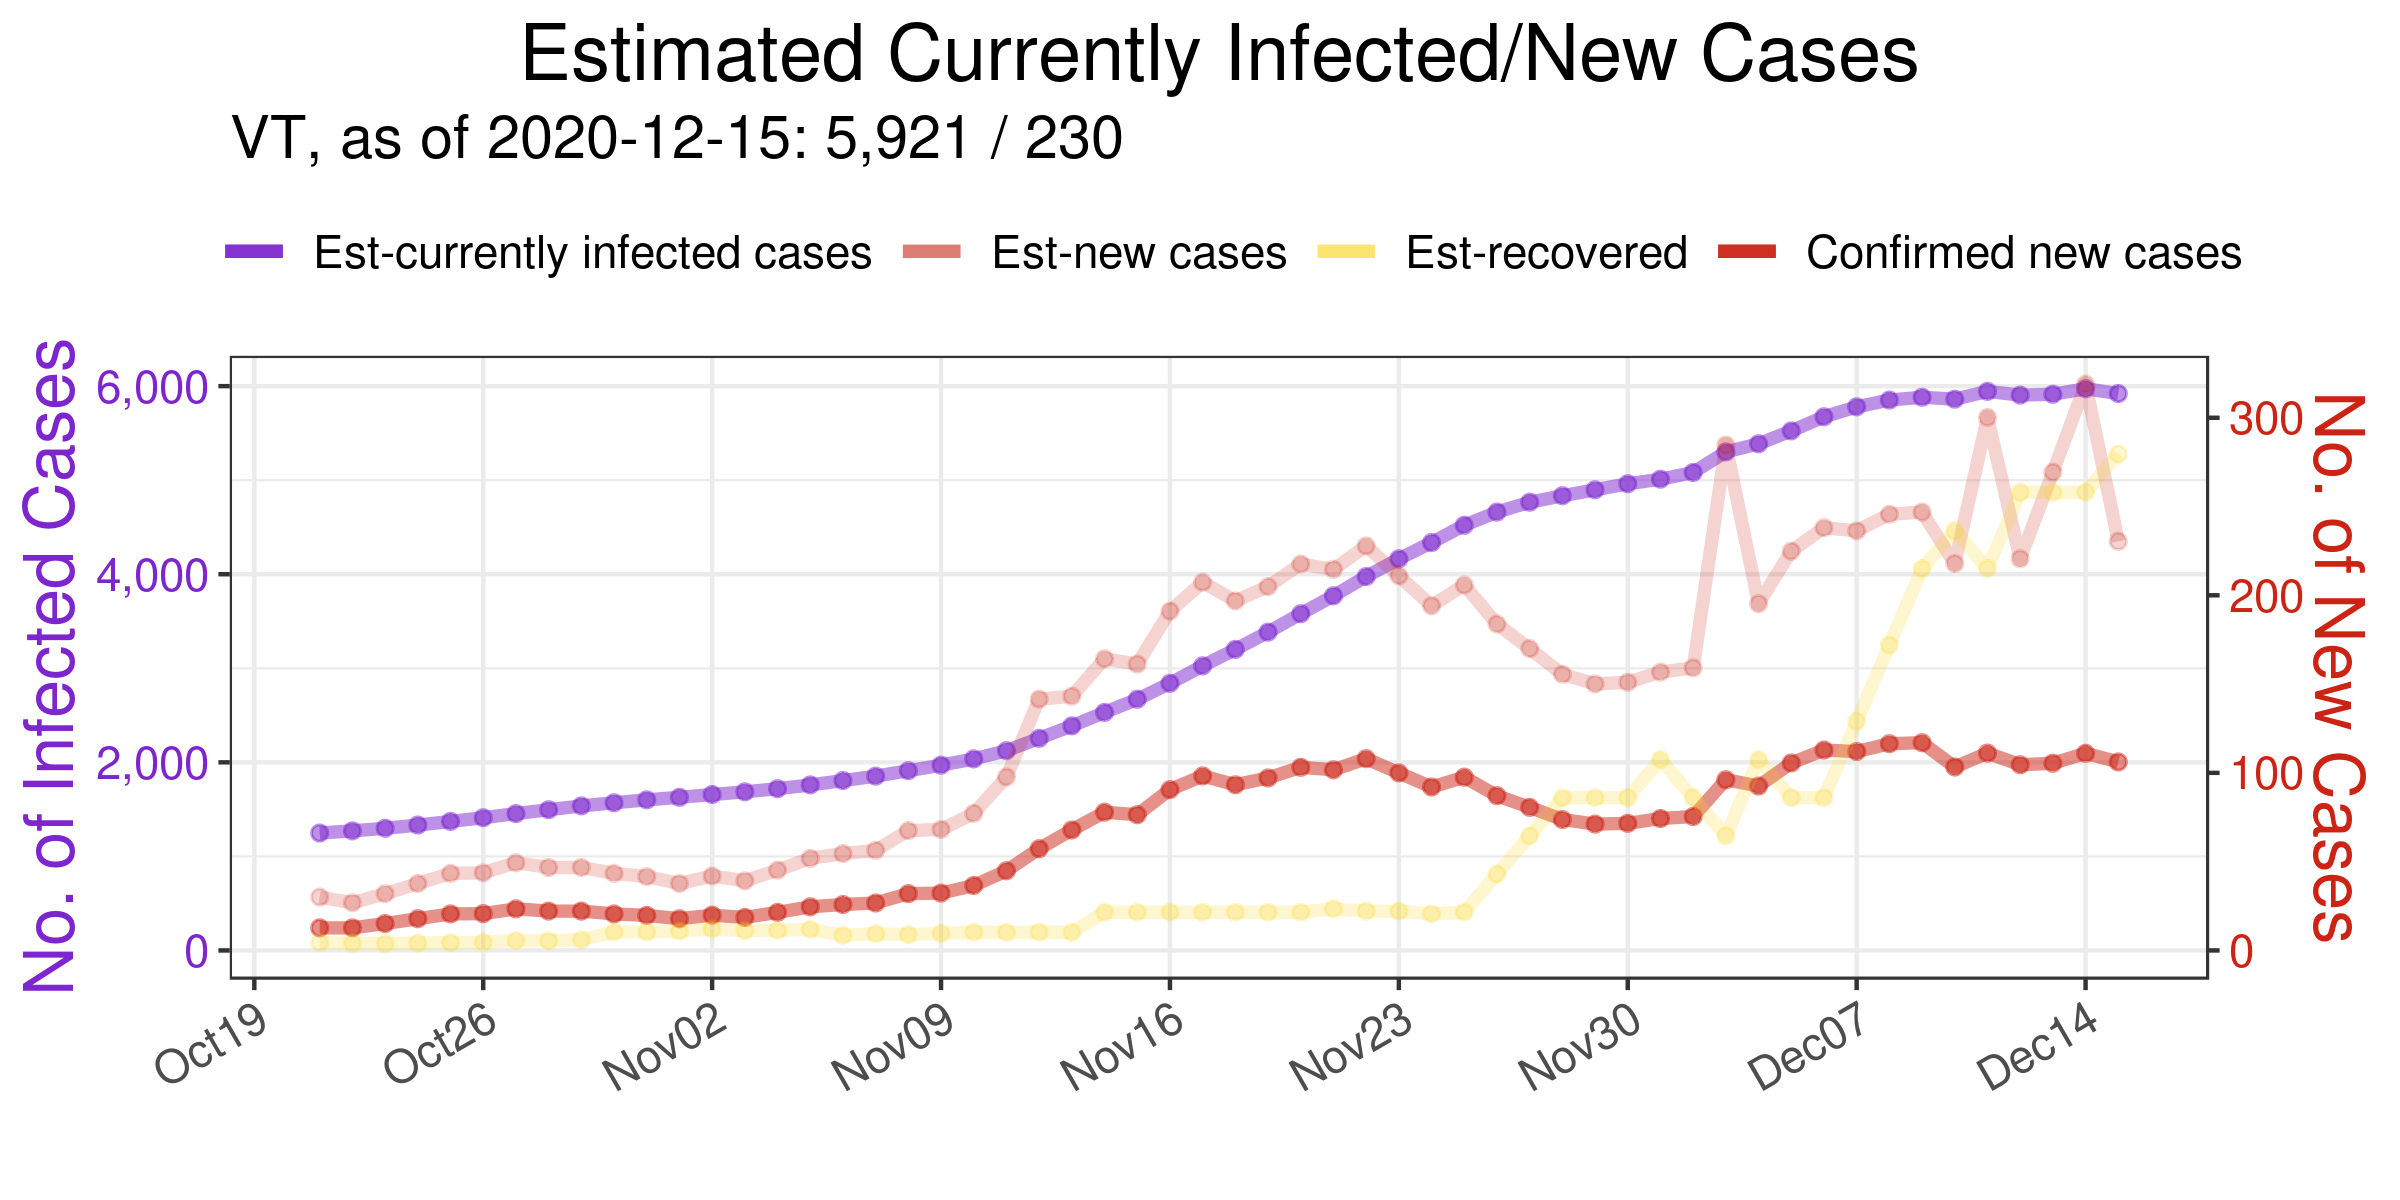 Estimated Currently Infected/New Cases
VT, as of 2020-12-15: 5,921 / 230
Est-currently infected cases
Est-new cases
Est-recovered
Confirmed new cases
No. of Infected Cases
6,000
4,000
2,000
0
300
200
100
0
No. of New Cases
Oct19
Oct26
Nov02
Nov09
Nov16
Nov23
Nov30
Dec07
Dec14